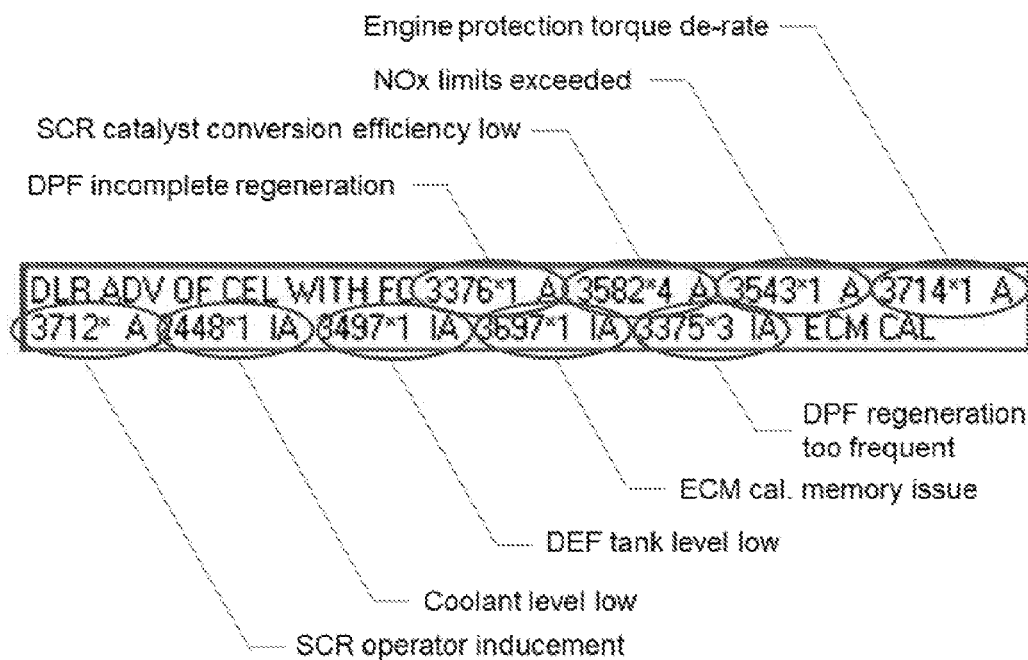 Engine protection torque de-rate
NOx limits exceeded
SCR catalyst conversion efficiency low
DPF incomplete regeneration
DLR ADV OF CEL WITH FC 3376*1 A 3582*4 A 3543*1 A 3714*1 A
3712* A 448*1 IA 3497*1 IA 3697*1 IA 3375*3 IA ECM CAL
DPF regeneration
too frequent
ECM cal. memory issue
DEF tank level low
Coolant level low
SCR operator inducement